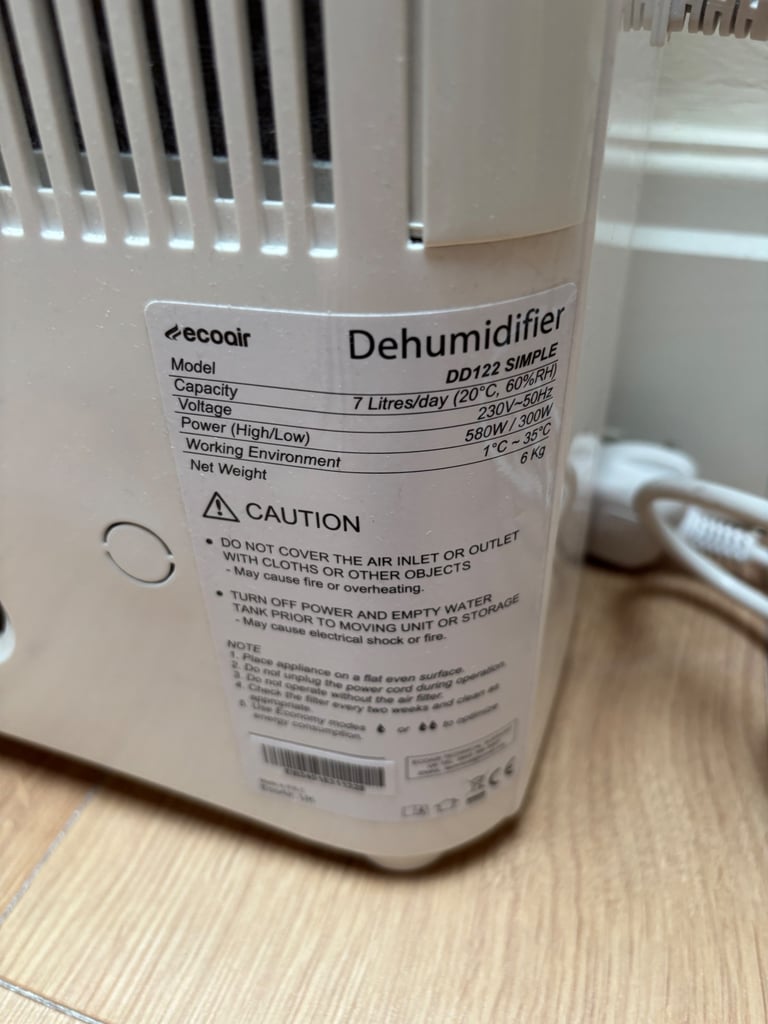 ecoair
Dehumidifier
Model DD122 SIMPLE
Capacity 7 Litres/day (20°C, 60%RH)
Voltage 230V~50Hz
Power (High/Low) 580W / 300W
Working Environment 1°C ~ 35°C
Net Weight 6 Kg
CAUTION
• DO NOT COVER THE AIR INLET OR OUTLET
WITH CLOTHS OR OTHER OBJECTS
- May cause fire or overheating.
• TURN OFF POWER AND EMPTY WATER
TANK PRIOR TO MOVING UNIT OR STORAGE
- May cause electrical shock or fire.
NOTE
1. Place appliance on a flat even surface.
2. Do not unplug the power cord during operation.
3. Do not operate without the air filter.
4. Check the filter every two weeks and clean as
appropriate.
5. Use Economy modes or to optimize
energy consumption.
CE